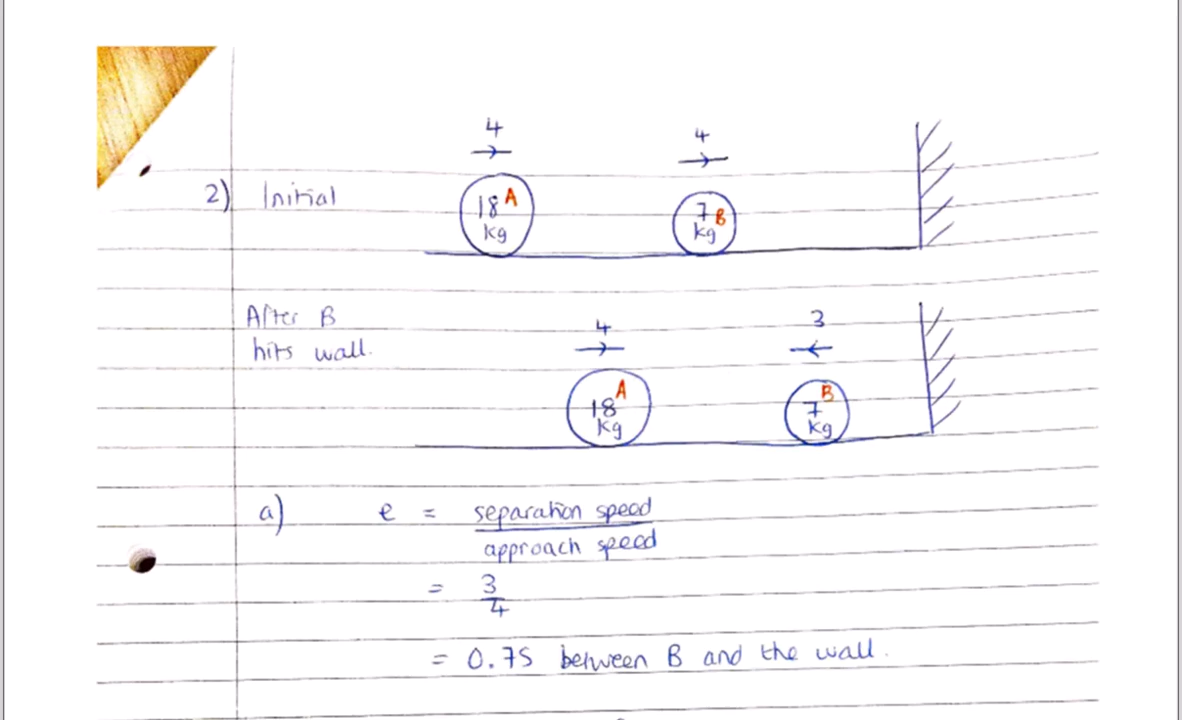 4 4
→ →
2) Initial 18 A kg 7 B kg
After B
hits wall.
4 3
→ ←
18 A kg 7 B kg
a) e = separation speed
approach speed
= 3
4
= 0.75 between B and the wall.